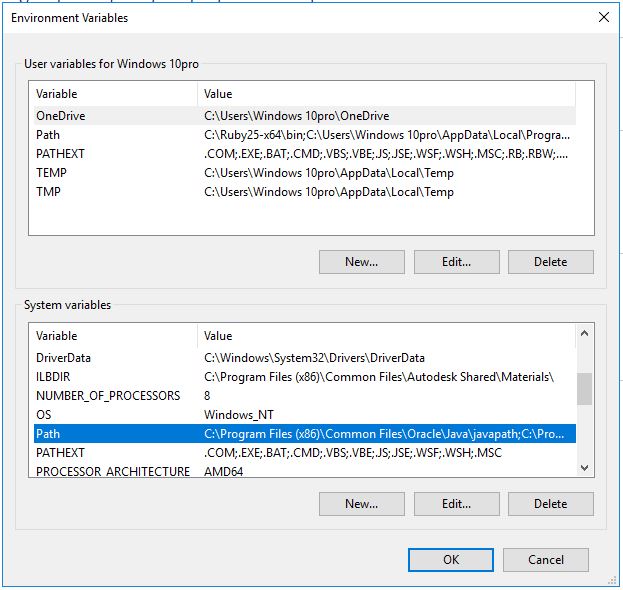 Environment Variables
User variables for Windows 10pro
Variable Value
OneDrive C:\Users\Windows 10pro\OneDrive
Path C:\Ruby25-x64\bin;C:\Users\Windows 10pro\AppData\Local\Progra...
PATHEXT .COM;.EXE;.BAT;.CMD;.VBS;.VBE;.JS;.JSE;.WSF;.WSH;.MSC;.RB;.RBW;....
TEMP C:\Users\Windows 10pro\AppData\Local\Temp
TMP C:\Users\Windows 10pro\AppData\Local\Temp
New... Edit... Delete
System variables
Variable Value
DriverData C:\Windows\System32\Drivers\DriverData
ILBDIR C:\Program Files (x86)\Common Files\Autodesk Shared\Materials\
NUMBER_OF_PROCESSORS 8
OS Windows_NT
Path C:\Program Files (x86)\Common Files\Oracle\Java\javapath;C:\Pro...
PATHEXT .COM;.EXE;.BAT;.CMD;.VBS;.VBE;.JS;.JSE;.WSF;.WSH;.MSC
PROCESSOR_ARCHITECTURE AMD64
New... Edit... Delete
OK Cancel